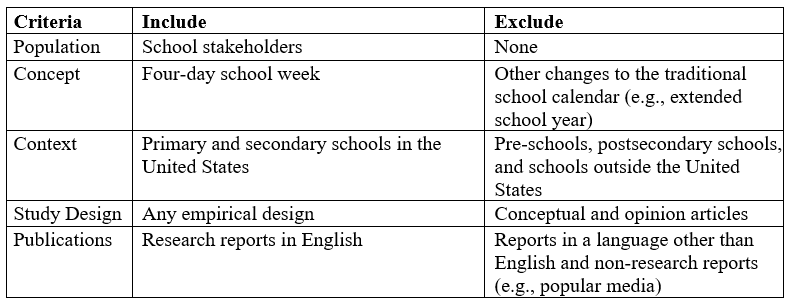 Criteria Include Exclude
Population School stakeholders None
Concept Four-day school week Other changes to the traditional
school calendar (e.g., extended
school year)
Context Primary and secondary schools in the Pre-schools, postsecondary schools,
United States and schools outside the United
States
Study Design Any empirical design Conceptual and opinion articles
Publications Research reports in English Reports in a language other than
English and non-research reports
(e.g., popular media)